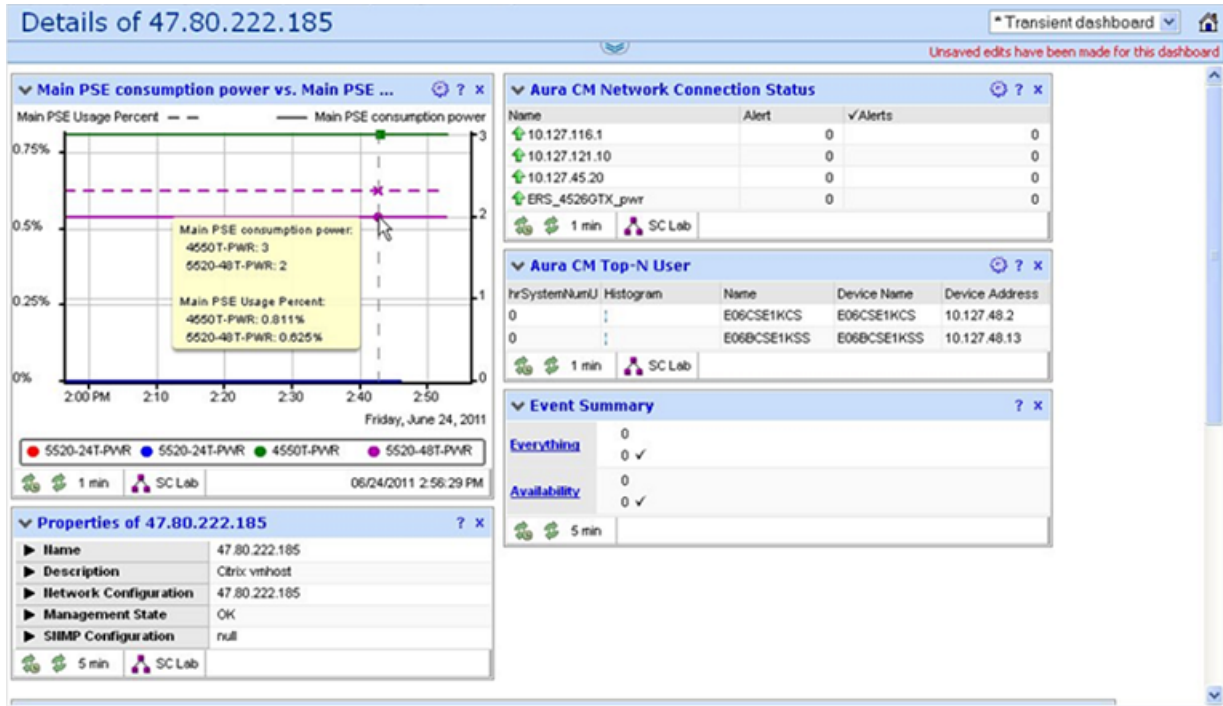 Details of 47.80.222.185
* Transient dashboard
Unsaved edits have been made for this dashboard
Main PSE consumption power vs. Main PSE ... ? x
Main PSE Usage Percent Main PSE consumption power
0.75%
0.5%
0.25%
0%
3
2
1
0
Main PSE consumption power:
4550T-PWR: 3
5520-48T-PWR: 2
Main PSE Usage Percent:
4550T-PWR: 0.811%
5520-48T-PWR: 0.625%
2:00 PM 2:10 2:20 2:30 2:40 2:50
Friday, June 24, 2011
5520-24T-PWR 5520-24T-PWR 4550T-PWR 5520-48T-PWR
1 min SC Lab 06/24/2011 2:56:29 PM
Properties of 47.80.222.185 ? x
Name 47.80.222.185
Description Citrix vmhost
Network Configuration 47.80.222.185
Management State OK
SNMP Configuration null
5 min SC Lab
Aura CM Network Connection Status ? x
Name Alert ✓Alerts
10.127.116.1 0 0
10.127.121.10 0 0
10.127.45.20 0 0
ERS_4526GTX_pwr 0 0
1 min SC Lab
Aura CM Top-N User ? x
hrSystemNumU Histogram Name Device Name Device Address
0 E06CSE1KCS E06CSE1KCS 10.127.48.2
0 E06BCSE1KSS E06BCSE1KSS 10.127.48.13
1 min SC Lab
Event Summary ? x
Everything 0
0 ✓
Availability 0
0 ✓
5 min